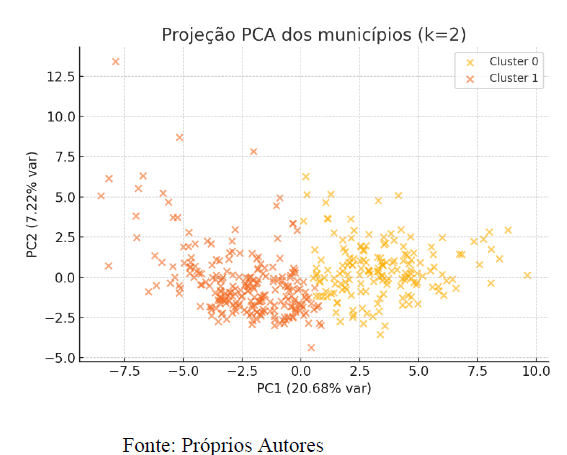 Projeção PCA dos municípios (k=2)
Cluster 0
Cluster 1
12.5
10.0
7.5
5.0
2.5
0.0
−2.5
−5.0
PC2 (7.22% var)
−7.5 −5.0 −2.5 0.0 2.5 5.0 7.5 10.0
PC1 (20.68% var)
Fonte: Próprios Autores